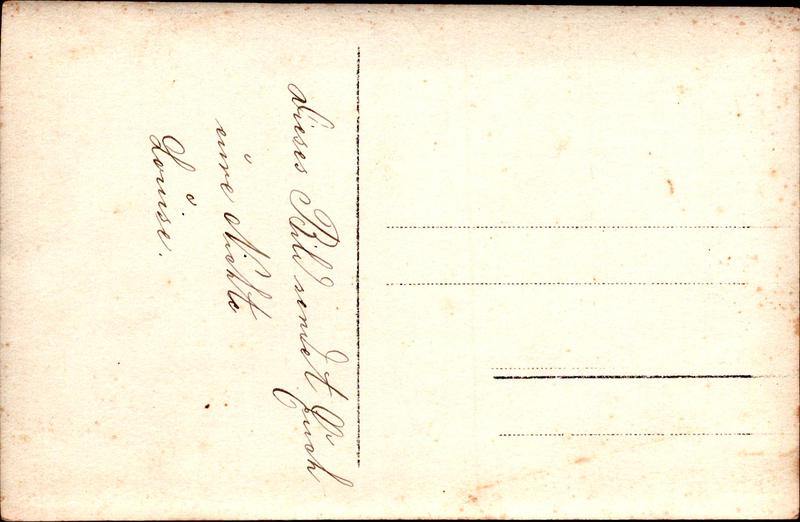 Dieses Bild sendet Euch
eure Nichte
Louise.